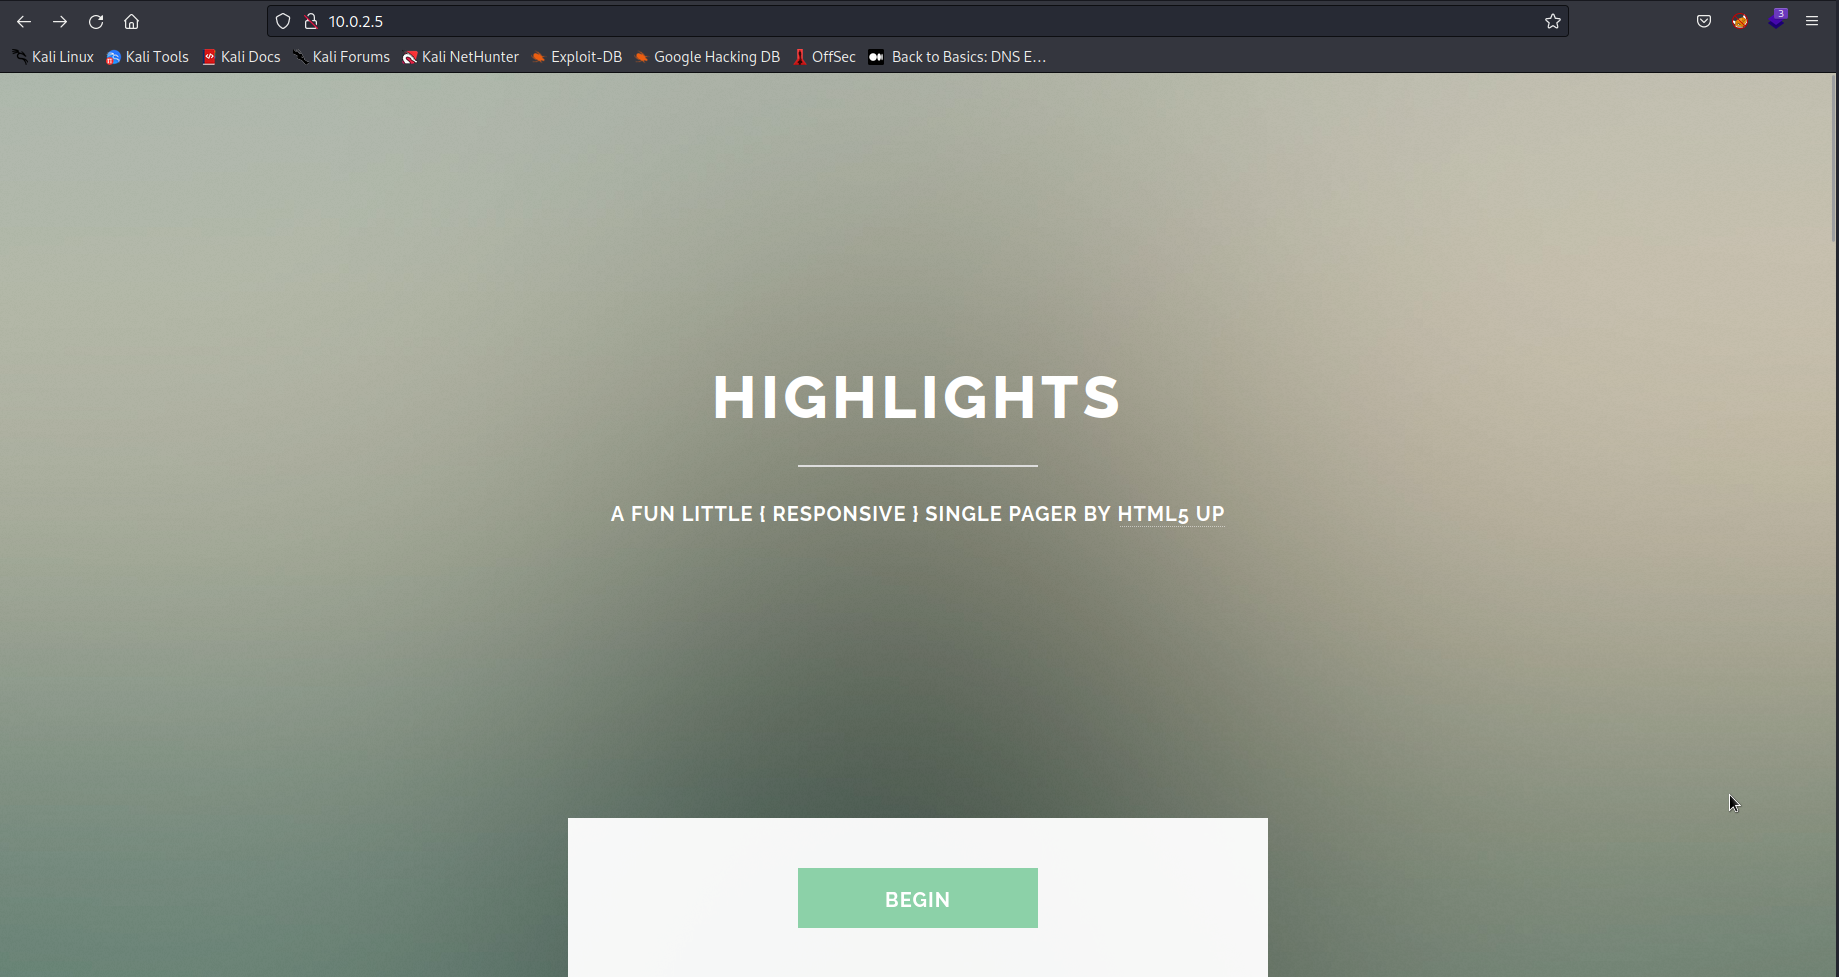 10.0.2.5
3
Kali Linux Kali Tools Kali Docs Kali Forums Kali NetHunter Exploit-DB Google Hacking DB OffSec Back to Basics: DNS E…
HIGHLIGHTS
A FUN LITTLE { RESPONSIVE } SINGLE PAGER BY HTML5 UP
BEGIN